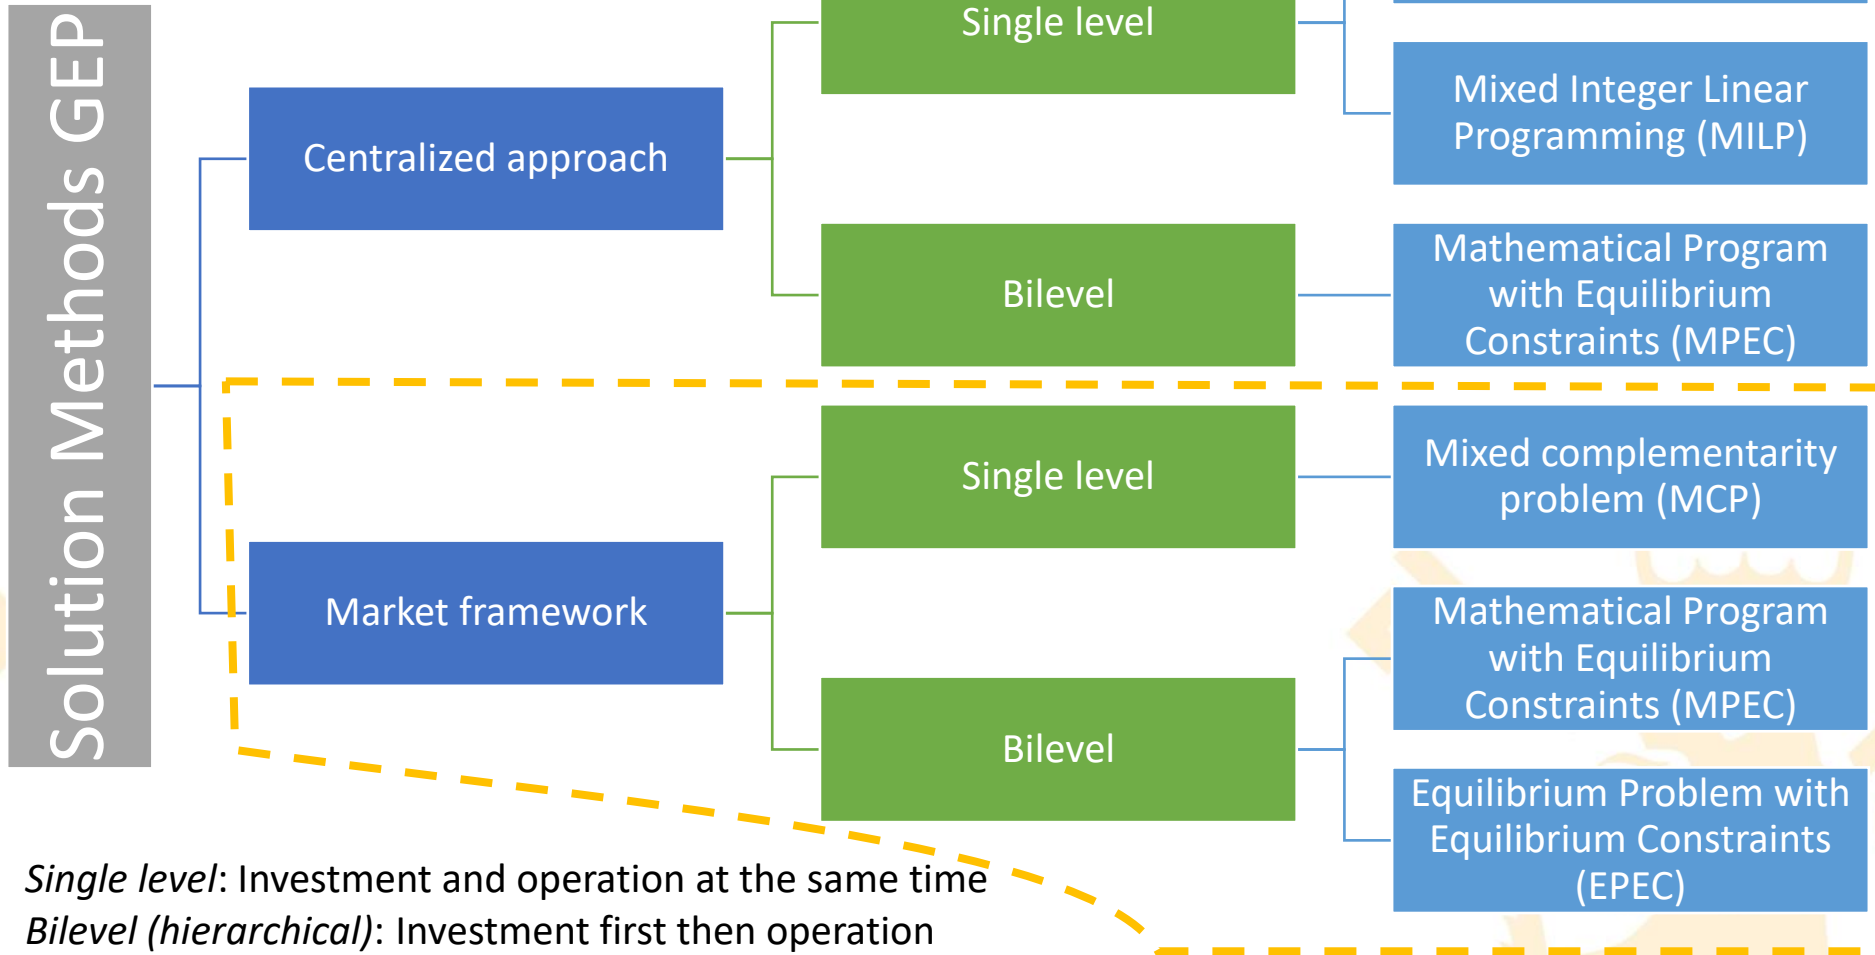 Solution Methods GEP
Centralized approach
Single level
Mixed Integer Linear
Programming (MILP)
Bilevel
Mathematical Program
with Equilibrium
Constraints (MPEC)
Market framework
Single level
Mixed complementarity
problem (MCP)
Bilevel
Mathematical Program
with Equilibrium
Constraints (MPEC)
Equilibrium Problem with
Equilibrium Constraints
(EPEC)
Single level: Investment and operation at the same time
Bilevel (hierarchical): Investment first then operation